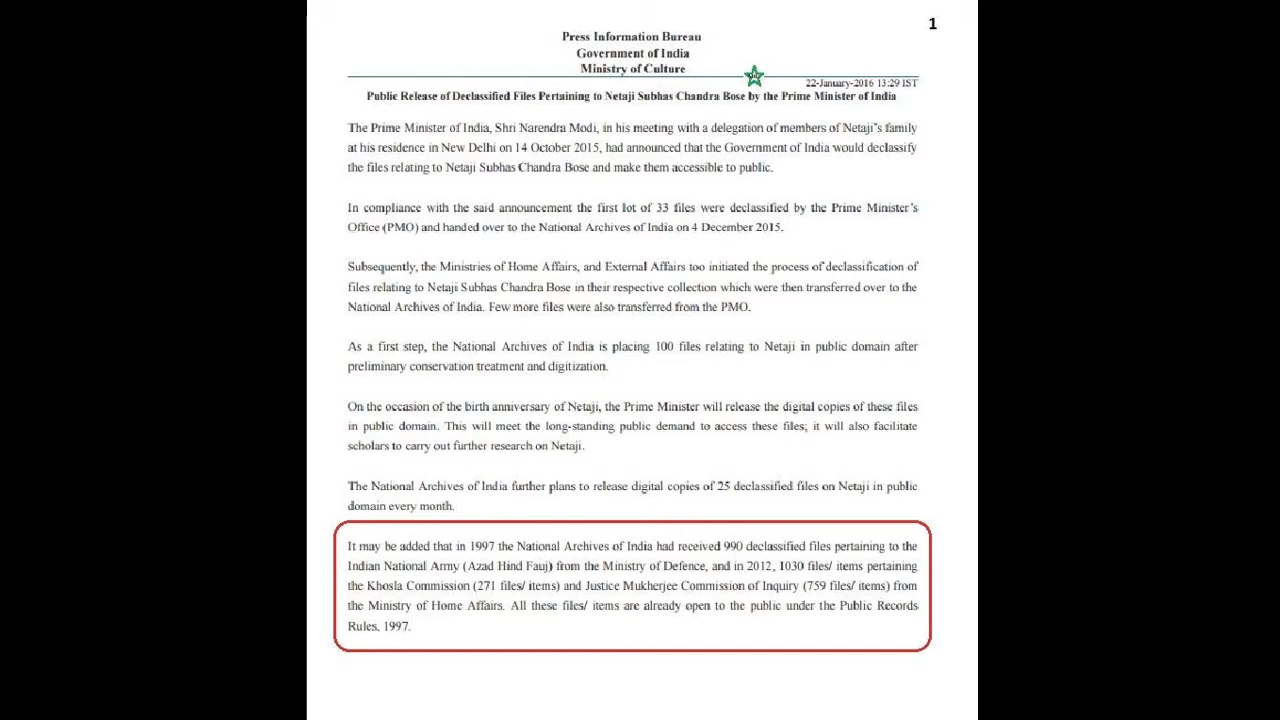 1
Press Information Bureau
Government of India
Ministry of Culture
22-January-2016 13:29 IST
Public Release of Declassified Files Pertaining to Netaji Subhas Chandra Bose by the Prime Minister of India
The Prime Minister of India, Shri Narendra Modi, in his meeting with a delegation of members of Netaji's family
at his residence in New Delhi on 14 October 2015, had announced that the Government of India would declassify
the files relating to Netaji Subhas Chandra Bose and make them accessible to public.
In compliance with the said announcement the first lot of 33 files were declassified by the Prime Minister's
Office (PMO) and handed over to the National Archives of India on 4 December 2015.
Subsequently, the Ministries of Home Affairs, and External Affairs too initiated the process of declassification of
files relating to Netaji Subhas Chandra Bose in their respective collection which were then transferred over to the
National Archives of India. Few more files were also transferred from the PMO.
As a first step, the National Archives of India is placing 100 files relating to Netaji in public domain after
preliminary conservation treatment and digitization.
On the occasion of the birth anniversary of Netaji, the Prime Minister will release the digital copies of these files
in public domain. This will meet the long-standing public demand to access these files; it will also facilitate
scholars to carry out further research on Netaji.
The National Archives of India further plans to release digital copies of 25 declassified files on Netaji in public
domain every month.
It may be added that in 1997 the National Archives of India had received 990 declassified files pertaining to the
Indian National Army (Azad Hind Fauj) from the Ministry of Defence, and in 2012, 1030 files/ items pertaining
the Khosla Commission (271 files/ items) and Justice Mukherjee Commission of Inquiry (759 files/ items) from
the Ministry of Home Affairs. All these files/ items are already open to the public under the Public Records
Rules, 1997.